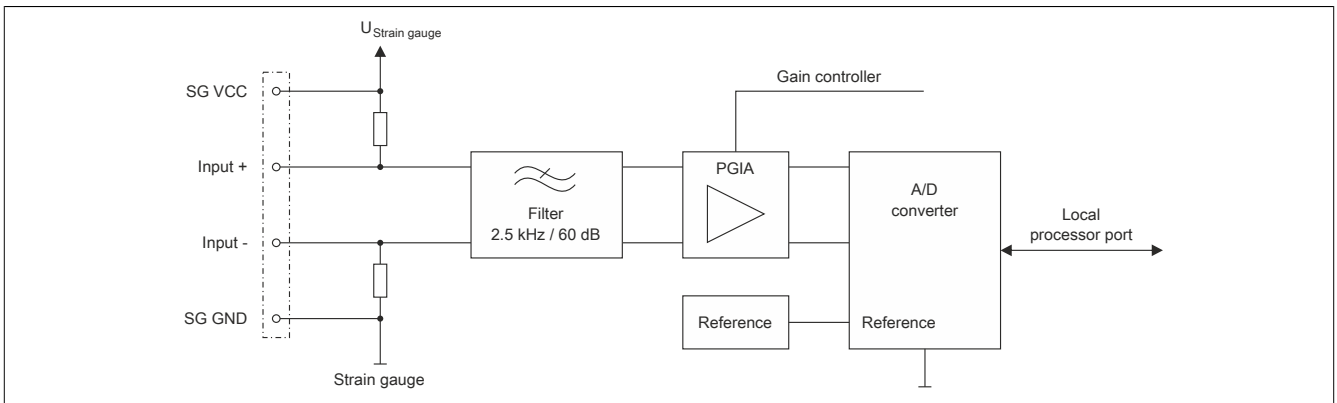 U Strain gauge
SG VCC
Gain controller
Input +
PGIA
A/D
converter
Filter
2.5 kHz / 60 dB
Local
processor port
Input -
SG GND
Reference
Reference
Strain gauge